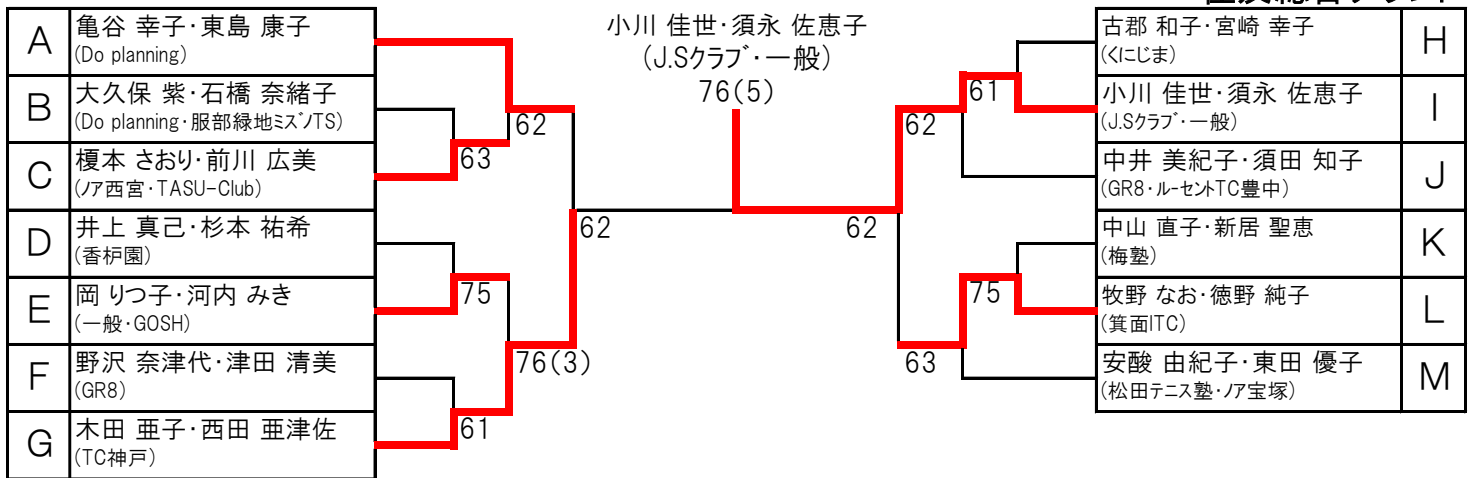 A
亀谷 幸子・東島 康子
(Do planning)
B
大久保 紫・石橋 奈緒子
(Do planning・服部緑地ミズノTS)
C
榎本 さおり・前川 広美
(ノア西宮・TASU-Club)
D
井上 真己・杉本 祐希
(香枦園)
E
岡 りつ子・河内 みき
(一般・GOSH)
F
野沢 奈津代・津田 清美
(GR8)
G
木田 亜子・西田 亜津佐
(TC神戸)
62
63
75
76(3)
61
62
小川 佳世・須永 佐恵子
(J.Sクラブ・一般)
76(5)
62
61
62
75
63
古郡 和子・宮崎 幸子
(くにじま)
H
小川 佳世・須永 佐恵子
(J.Sクラブ・一般)
I
中井 美紀子・須田 知子
(GR8・ルーセントTC豊中)
J
中山 直子・新居 聖恵
(梅塾)
K
牧野 なお・徳野 純子
(箕面ITC)
L
安酸 由紀子・東田 優子
(松田テニス塾・ノア宝塚)
M